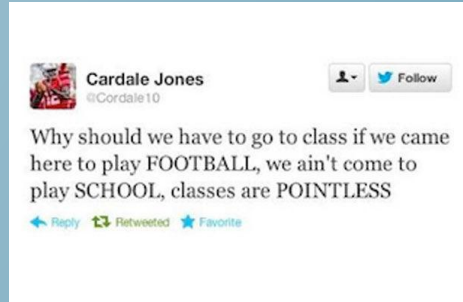 Cardale Jones
@Cordale10
Follow
Why should we have to go to class if we came
here to play FOOTBALL, we ain't come to
play SCHOOL, classes are POINTLESS
Reply Retweeted Favorite